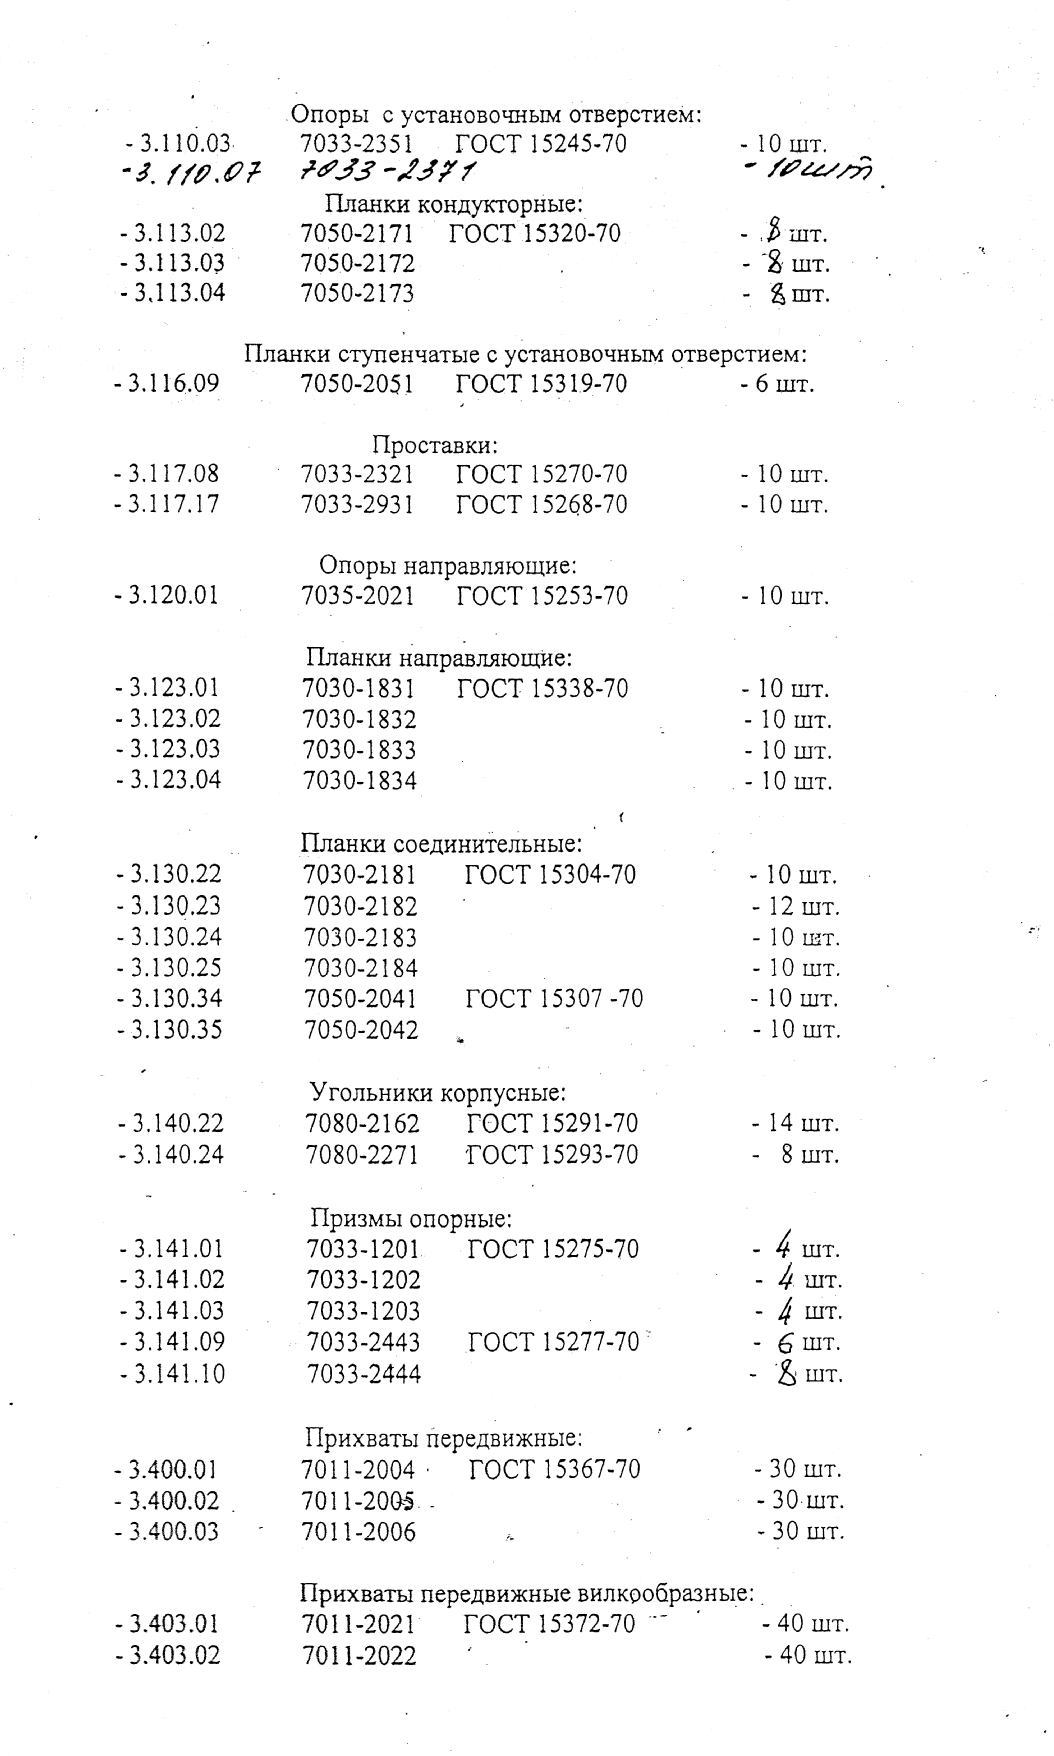 Опоры с установочным отверстием:
- 3.110.03 7033-2351 ГОСТ 15245-70 - 10 шт.
- 3.110.07 7033-2371 - 10 шт.
Планки кондукторные:
- 3.113.02 7050-2171 ГОСТ 15320-70 - 8 шт.
- 3.113.03 7050-2172 - 8 шт.
- 3.113.04 7050-2173 - 8 шт.
Планки ступенчатые с установочным отверстием:
- 3.116.09 7050-2051 ГОСТ 15319-70 - 6 шт.
Проставки:
- 3.117.08 7033-2321 ГОСТ 15270-70 - 10 шт.
- 3.117.17 7033-2931 ГОСТ 15268-70 - 10 шт.
Опоры направляющие:
- 3.120.01 7035-2021 ГОСТ 15253-70 - 10 шт.
Планки направляющие:
- 3.123.01 7030-1831 ГОСТ 15338-70 - 10 шт.
- 3.123.02 7030-1832 - 10 шт.
- 3.123.03 7030-1833 - 10 шт.
- 3.123.04 7030-1834 - 10 шт.
Планки соединительные:
- 3.130.22 7030-2181 ГОСТ 15304-70 - 10 шт.
- 3.130.23 7030-2182 - 12 шт.
- 3.130.24 7030-2183 - 10 шт.
- 3.130.25 7030-2184 - 10 шт.
- 3.130.34 7050-2041 ГОСТ 15307 -70 - 10 шт.
- 3.130.35 7050-2042 - 10 шт.
Угольники корпусные:
- 3.140.22 7080-2162 ГОСТ 15291-70 - 14 шт.
- 3.140.24 7080-2271 ГОСТ 15293-70 - 8 шт.
Призмы опорные:
- 3.141.01 7033-1201 ГОСТ 15275-70 - 4 шт.
- 3.141.02 7033-1202 - 4 шт.
- 3.141.03 7033-1203 - 4 шт.
- 3.141.09 7033-2443 ГОСТ 15277-70 - 6 шт.
- 3.141.10 7033-2444 - 8 шт.
Прихваты передвижные:
- 3.400.01 7011-2004 ГОСТ 15367-70 - 30 шт.
- 3.400.02 7011-2005 - 30 шт.
- 3.400.03 7011-2006 - 30 шт.
Прихваты передвижные вилкообразные:
- 3.403.01 7011-2021 ГОСТ 15372-70 - 40 шт.
- 3.403.02 7011-2022 - 40 шт.